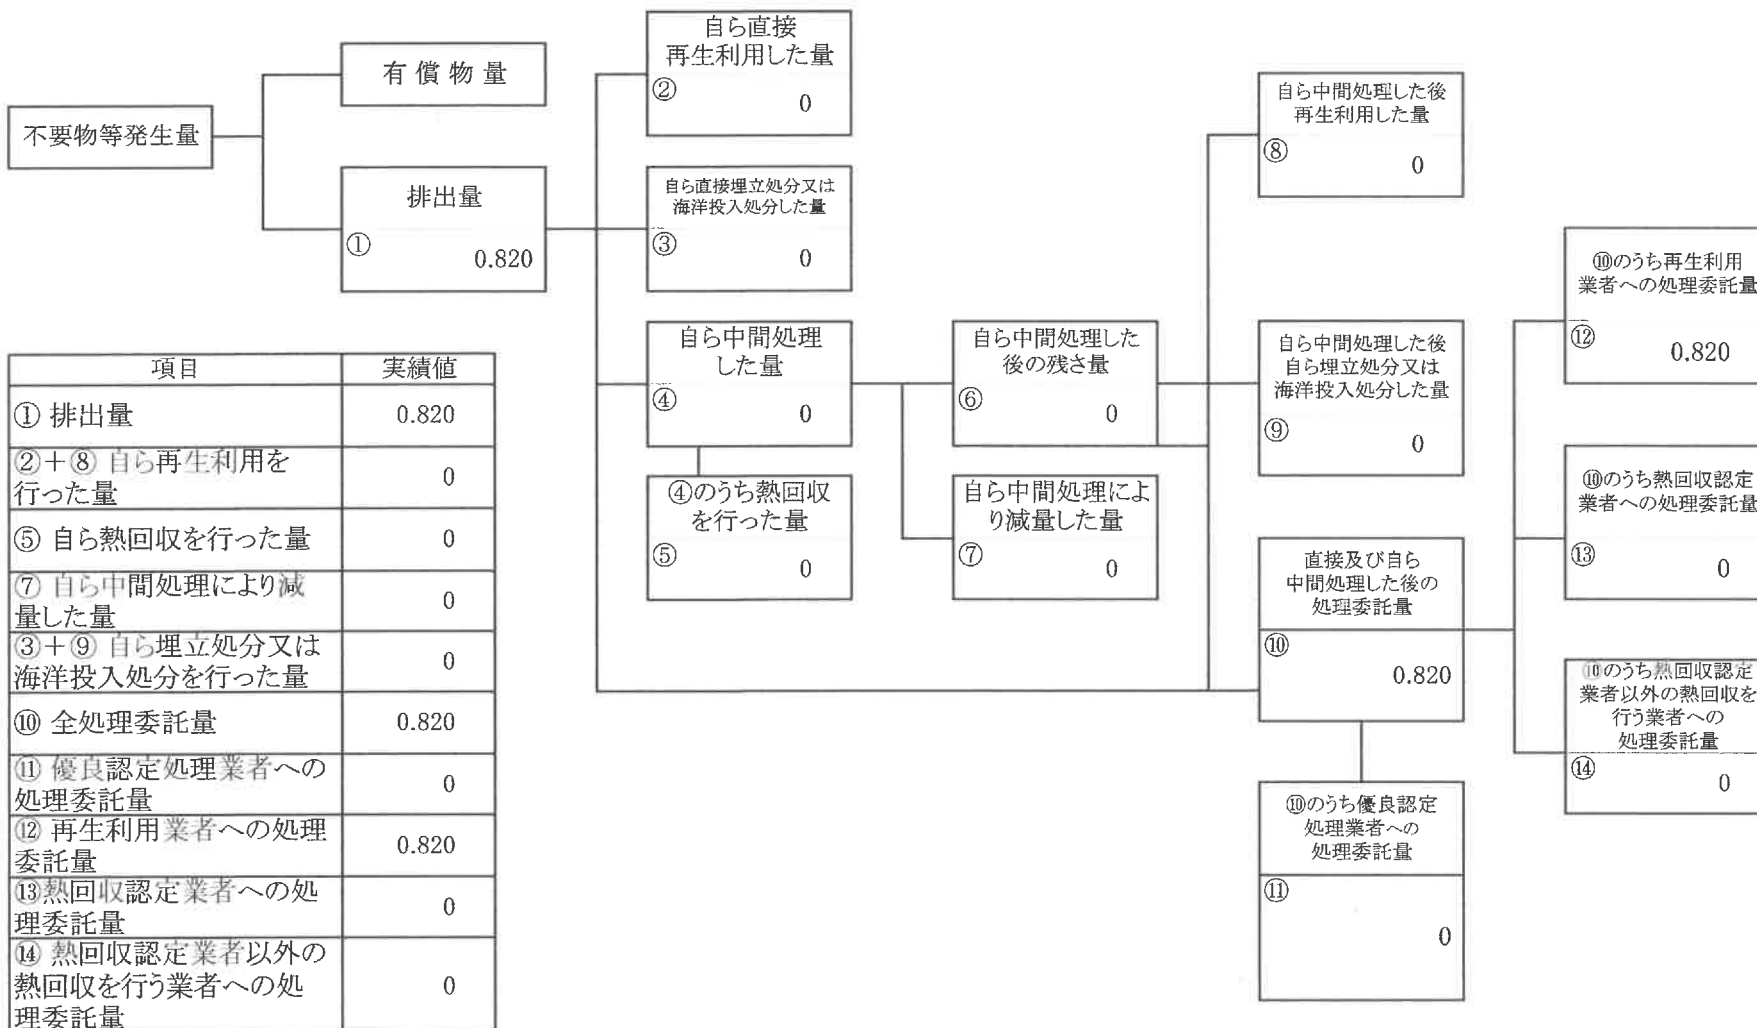 不要物等発生量
有償物量
排出量
①
0.820
自ら直接
再生利用した量
②
0
自ら直接埋立処分又は
海洋投入処分した量
③
0
自ら中間処理
した量
④
0
④のうち熱回収
を行った量
⑤
0
自ら中間処理した
後の残さ量
⑥
0
自ら中間処理によ
り減量した量
⑦
0
自ら中間処理した後
再生利用した量
⑧
0
自ら中間処理した後
自ら埋立処分又は
海洋投入処分した量
⑨
0
直接及び自ら
中間処理した後の
処理委託量
⑩
0.820
⑩のうち優良認定
処理業者への
処理委託量
⑪
0
⑩のうち再生利用
業者への処理委託量
⑫
0.820
⑩のうち熱回収認定
業者への処理委託量
⑬
0
⑩のうち熱回収認定
業者以外の熱回収を
行う業者への
処理委託量
⑭
0
項目 実績値
① 排出量 0.820
②+⑧ 自ら再生利用を
行った量 0
⑤ 自ら熱回収を行った量 0
⑦ 自ら中間処理により減
量した量 0
③+⑨ 自ら埋立処分又は
海洋投入処分を行った量 0
⑩ 全処理委託量 0.820
⑪ 優良認定処理業者への
処理委託量 0
⑫ 再生利用業者への処理
委託量 0.820
⑬熱回収認定業者への処
理委託量 0
⑭ 熱回収認定業者以外の
熱回収を行う業者への処
理委託量 0